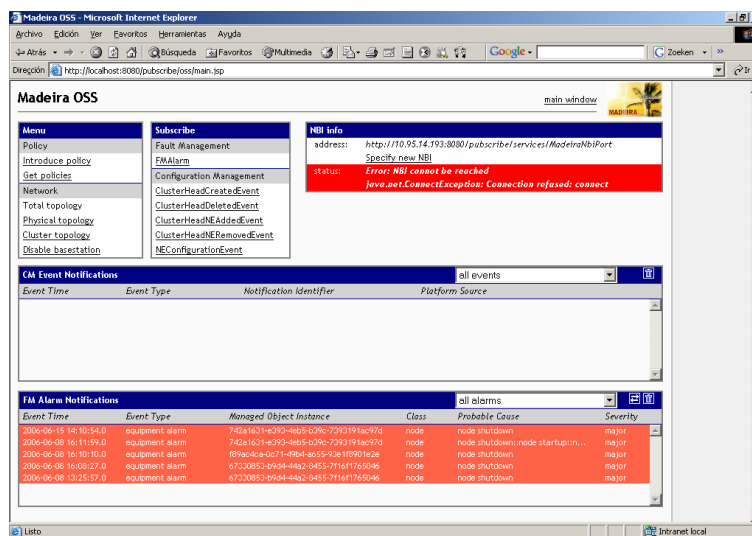 Madeira OSS - Microsoft Internet Explorer
Archivo Edición Ver Favoritos Herramientas Ayuda
Atrás Búsqueda Favoritos Multimedia Google Zoeken »
Dirección http://localhost:8080/pubscribe/oss/main.jsp Ir
Madeira OSS main window MADEIRA
Menu
Policy
Introduce policy
Get policies
Network
Total topology
Physical topology
Cluster topology
Disable basestation
Subscribe
Fault Management
FMAlarm
Configuration Management
ClusterHeadCreatedEvent
ClusterHeadDeletedEvent
ClusterHeadNEAddedEvent
ClusterHeadNERemovedEvent
NEConfigurationEvent
NBI info
address: http://10.95.14.193:8080/pubscribe/services/MadeiraNbiPort
Specify new NBI
status: Error: NBI cannot be reached
java.net.ConnectException: Connection refused: connect
CM Event Notifications all events
Event Time Event Type Notification Identifier Platform Source
FM Alarm Notifications all alarms
Event Time Event Type Managed Object Instance Class Probable Cause Severity
2006-06-15 14:10:54.0 equipment alarm 742a1631-e393-4eb5-b39c-7393191ac97d node node shutdown major
2006-06-08 16:11:59.0 equipment alarm 742a1631-e393-4eb5-b39c-7393191ac97d node node shutdown::node startup::n... major
2006-06-08 16:10:10.0 equipment alarm f89ac4ca-0c71-49b4-a655-93e1f8901e2e node node shutdown major
2006-06-08 16:08:27.0 equipment alarm 67330853-b9d4-44a2-8455-7f16f1765046 node node shutdown major
2006-06-08 13:25:57.0 equipment alarm 67330853-b9d4-44a2-8455-7f16f1765046 node node shutdown major
Listo Intranet local